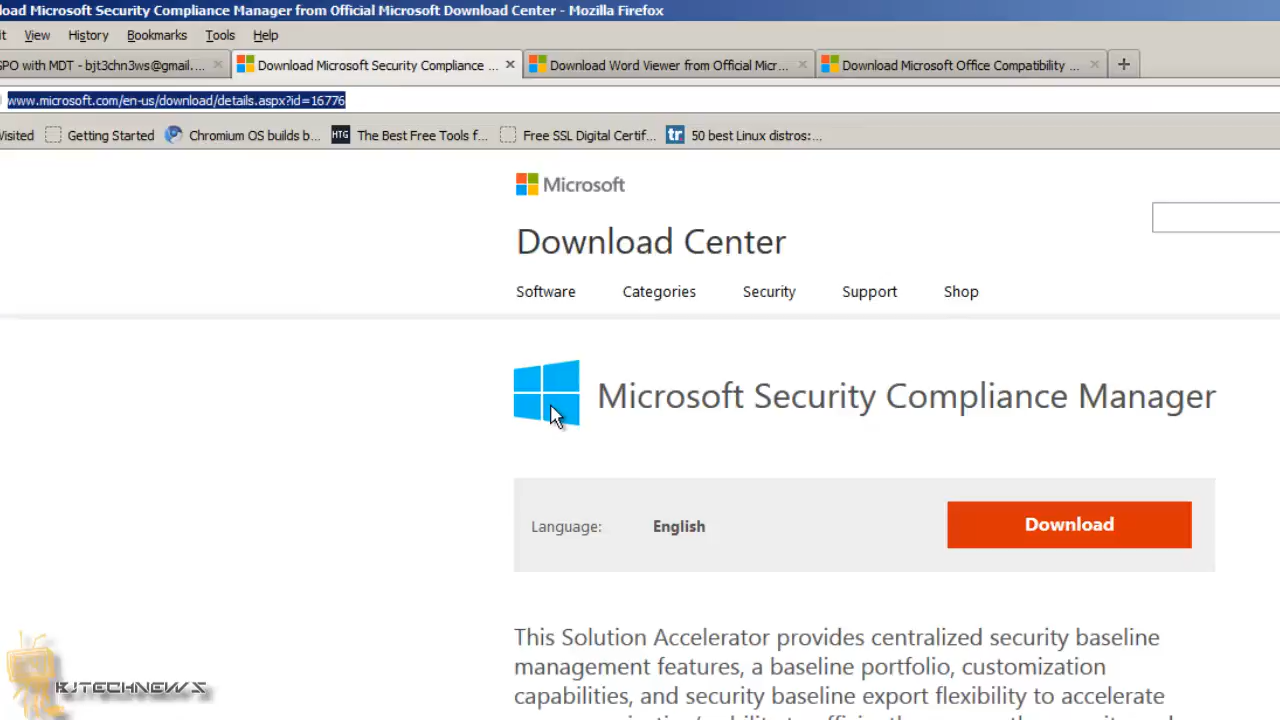 load Microsoft Security Compliance Manager from Official Microsoft Download Center - Mozilla Firefox
it View History Bookmarks Tools Help
GPO with MDT - bjt3chn3ws@gmail.... Download Microsoft Security Compliance ... Download Word Viewer from Official Micr... Download Microsoft Office Compatibility ...
www.microsoft.com/en-us/download/details.aspx?id=16776
Visited Getting Started Chromium OS builds b... HTG The Best Free Tools f... Free SSL Digital Certif... tr 50 best Linux distros:...
Microsoft
Download Center
Software Categories Security Support Shop
Microsoft Security Compliance Manager
Language: English Download
This Solution Accelerator provides centralized security baseline
management features, a baseline portfolio, customization
capabilities, and security baseline export flexibility to accelerate
BJTECHNEWS